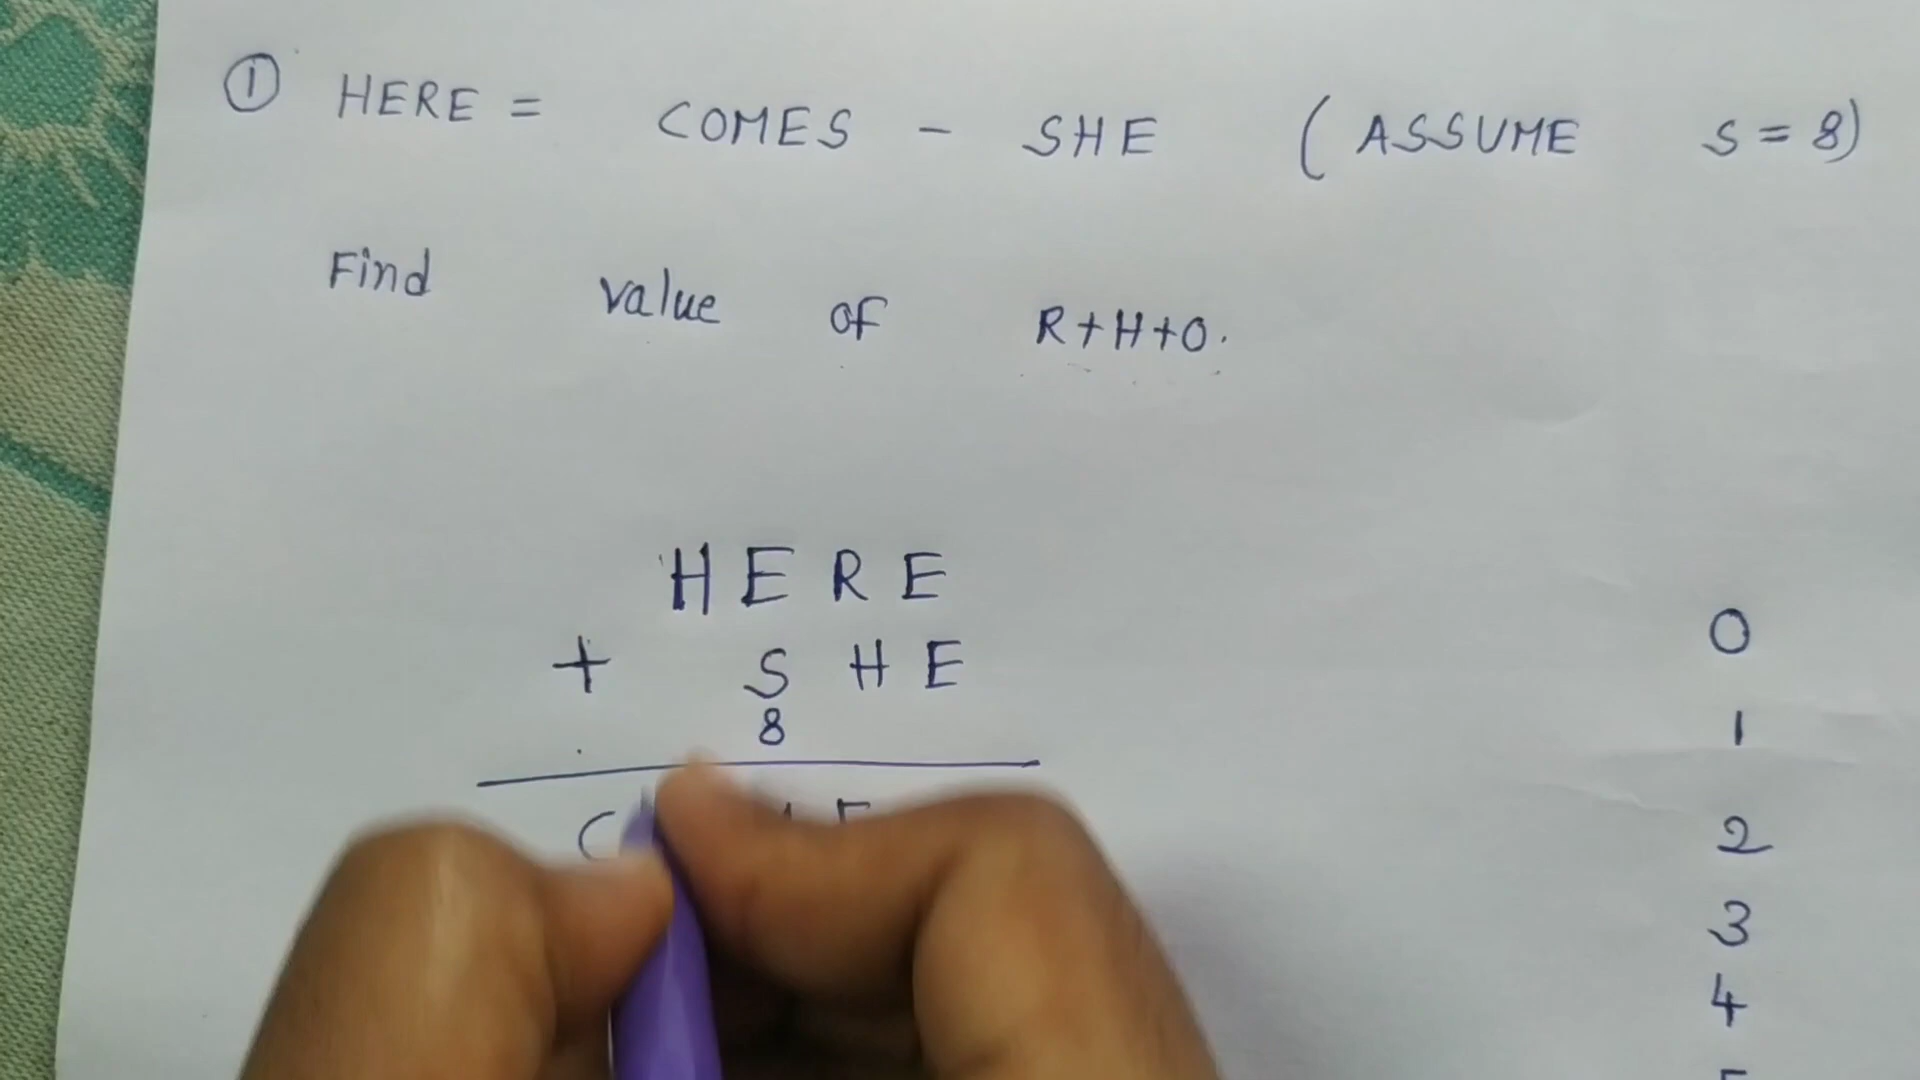 ① HERE = COMES - SHE (ASSUME S = 8)
Find value of R+H+O.
HERE
+ SHE
8
C
0
1
2
3
4